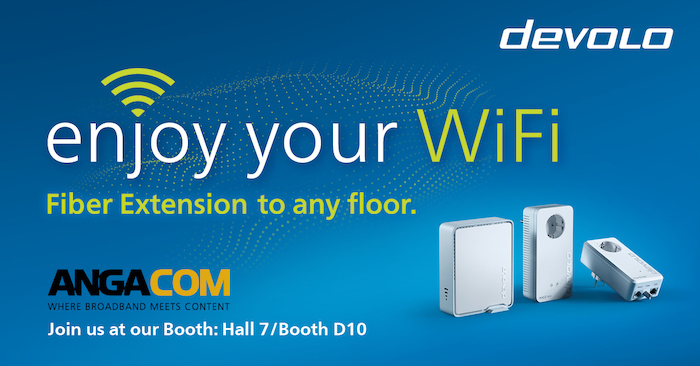 devolo
enjoy your WiFi
Fiber Extension to any floor.
ANGACOM
WHERE BROADBAND MEETS CONTENT
Join us at our Booth: Hall 7/Booth D10